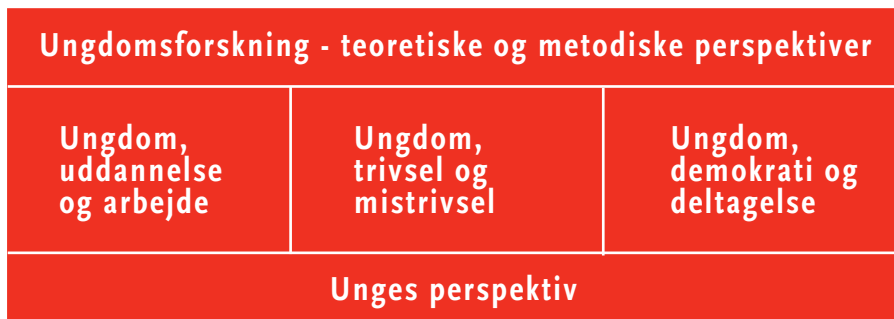 Ungdomsforskning - teoretiske og metodiske perspektiver
Ungdom,
uddannelse
og arbejde
Ungdom,
trivsel og
mistrivsel
Ungdom,
demokrati og
deltagelse
Unges perspektiv